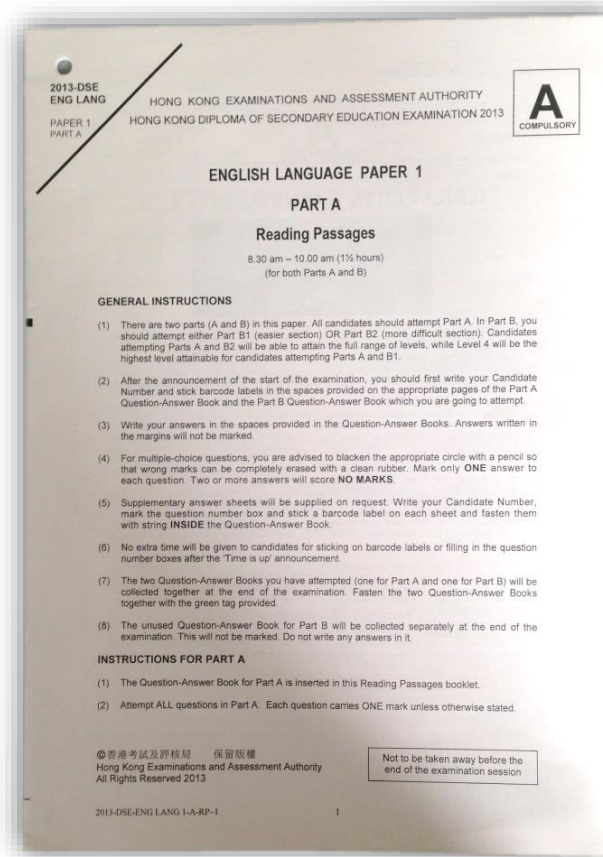 2013-DSE
ENG LANG
PAPER 1
PART A
HONG KONG EXAMINATIONS AND ASSESSMENT AUTHORITY
HONG KONG DIPLOMA OF SECONDARY EDUCATION EXAMINATION 2013
A
COMPULSORY
ENGLISH LANGUAGE PAPER 1
PART A
Reading Passages
8.30 am – 10.00 am (1½ hours)
(for both Parts A and B)
GENERAL INSTRUCTIONS
(1) There are two parts (A and B) in this paper. All candidates should attempt Part A. In Part B, you
should attempt either Part B1 (easier section) OR Part B2 (more difficult section). Candidates
attempting Parts A and B2 will be able to attain the full range of levels, while Level 4 will be the
highest level attainable for candidates attempting Parts A and B1.
(2) After the announcement of the start of the examination, you should first write your Candidate
Number and stick barcode labels in the spaces provided on the appropriate pages of the Part A
Question-Answer Book and the Part B Question-Answer Book which you are going to attempt.
(3) Write your answers in the spaces provided in the Question-Answer Books. Answers written in
the margins will not be marked.
(4) For multiple-choice questions, you are advised to blacken the appropriate circle with a pencil so
that wrong marks can be completely erased with a clean rubber. Mark only ONE answer to
each question. Two or more answers will score NO MARKS.
(5) Supplementary answer sheets will be supplied on request. Write your Candidate Number,
mark the question number box and stick a barcode label on each sheet and fasten them
with string INSIDE the Question-Answer Book.
(6) No extra time will be given to candidates for sticking on barcode labels or filling in the question
number boxes after the 'Time is up' announcement.
(7) The two Question-Answer Books you have attempted (one for Part A and one for Part B) will be
collected together at the end of the examination. Fasten the two Question-Answer Books
together with the green tag provided.
(8) The unused Question-Answer Book for Part B will be collected separately at the end of the
examination. This will not be marked. Do not write any answers in it.
INSTRUCTIONS FOR PART A
(1) The Question-Answer Book for Part A is inserted in this Reading Passages booklet.
(2) Attempt ALL questions in Part A. Each question carries ONE mark unless otherwise stated.
©香港考試及評核局 保留版權
Hong Kong Examinations and Assessment Authority
All Rights Reserved 2013
Not to be taken away before the
end of the examination session
2013-DSE-ENG LANG 1-A-RP–1 1